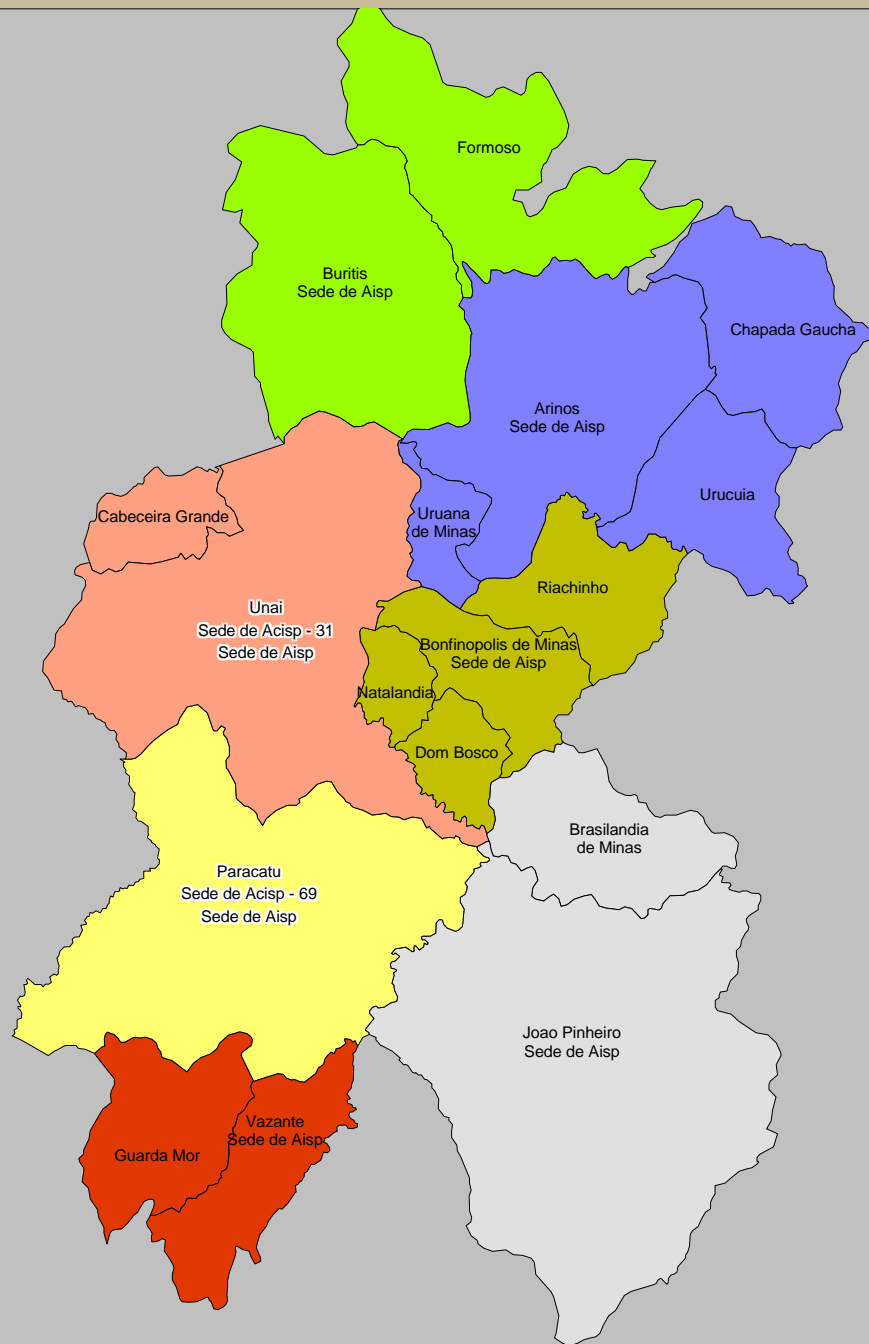 Formoso
Buritis
Sede de Aisp
Chapada Gaucha
Arinos
Sede de Aisp
Urucuia
Cabeceira Grande
Uruana
de Minas
Riachinho
Unai
Sede de Acisp - 31
Sede de Aisp
Bonfinopolis de Minas
Sede de Aisp
Natalandia
Dom Bosco
Brasilandia
de Minas
Paracatu
Sede de Acisp - 69
Sede de Aisp
Joao Pinheiro
Sede de Aisp
Vazante
Sede de Aisp
Guarda Mor